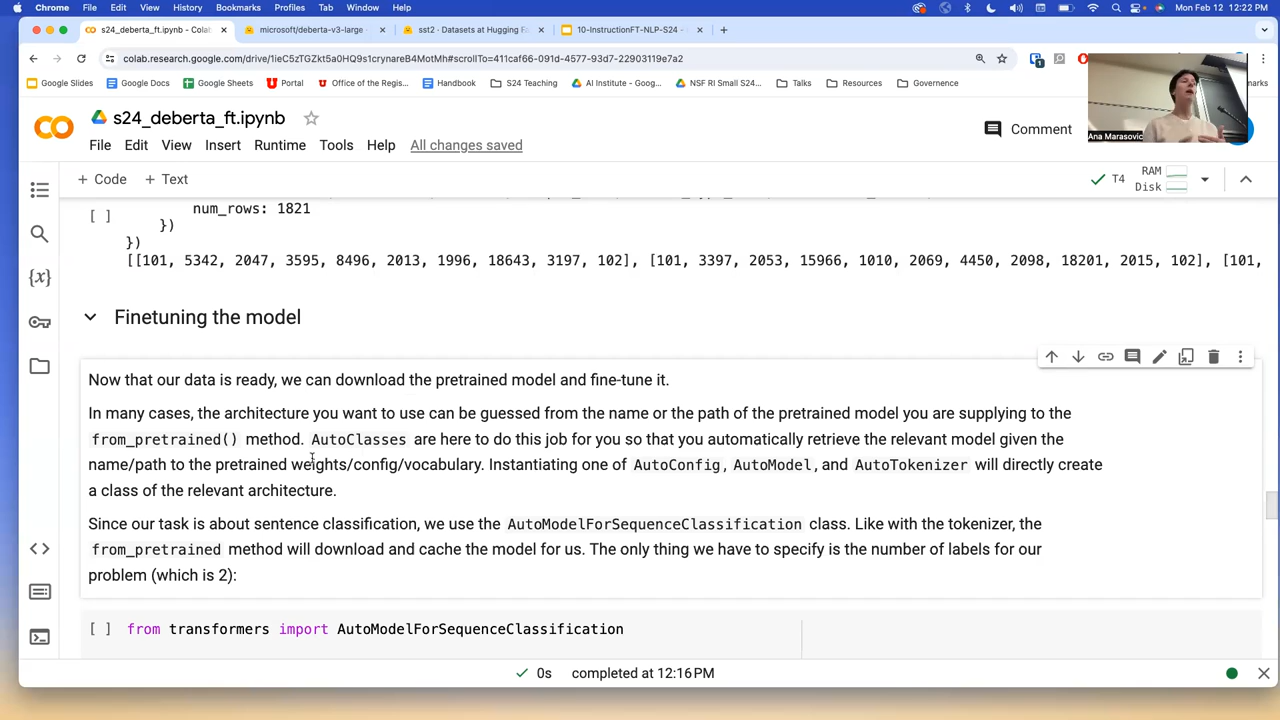 Chrome File Edit View History Bookmarks Profiles Tab Window Help Mon Feb 12 12:22 PM
s24_deberta_ft.ipynb - Colab microsoft/deberta-v3-large · sst2 · Datasets at Hugging Fa 10-InstructionFT-NLP-S24 -
colab.research.google.com/drive/1ieC5zTGZkt5a0HQ9s1crynareB4MotMh#scrollTo=411caf66-091d-4577-93d7-22903119e7a2
Google Slides Google Docs Google Sheets Portal Office of the Regis... Handbook S24 Teaching AI Institute - Goog... NSF RI Small S24... Talks Resources Governence
Ana Marasovic
s24_deberta_ft.ipynb
File Edit View Insert Runtime Tools Help All changes saved
Comment
+ Code + Text
T4 RAM
Disk
[ ] num_rows: 1821
})
})
[[101, 5342, 2047, 3595, 8496, 2013, 1996, 18643, 3197, 102], [101, 3397, 2053, 15966, 1010, 2069, 4450, 2098, 18201, 2015, 102], [101,
Finetuning the model
Now that our data is ready, we can download the pretrained model and fine-tune it.
In many cases, the architecture you want to use can be guessed from the name or the path of the pretrained model you are supplying to the
from_pretrained() method. AutoClasses are here to do this job for you so that you automatically retrieve the relevant model given the
name/path to the pretrained weights/config/vocabulary. Instantiating one of AutoConfig, AutoModel, and AutoTokenizer will directly create
a class of the relevant architecture.
Since our task is about sentence classification, we use the AutoModelForSequenceClassification class. Like with the tokenizer, the
from_pretrained method will download and cache the model for us. The only thing we have to specify is the number of labels for our
problem (which is 2):
[ ] from transformers import AutoModelForSequenceClassification
0s completed at 12:16 PM